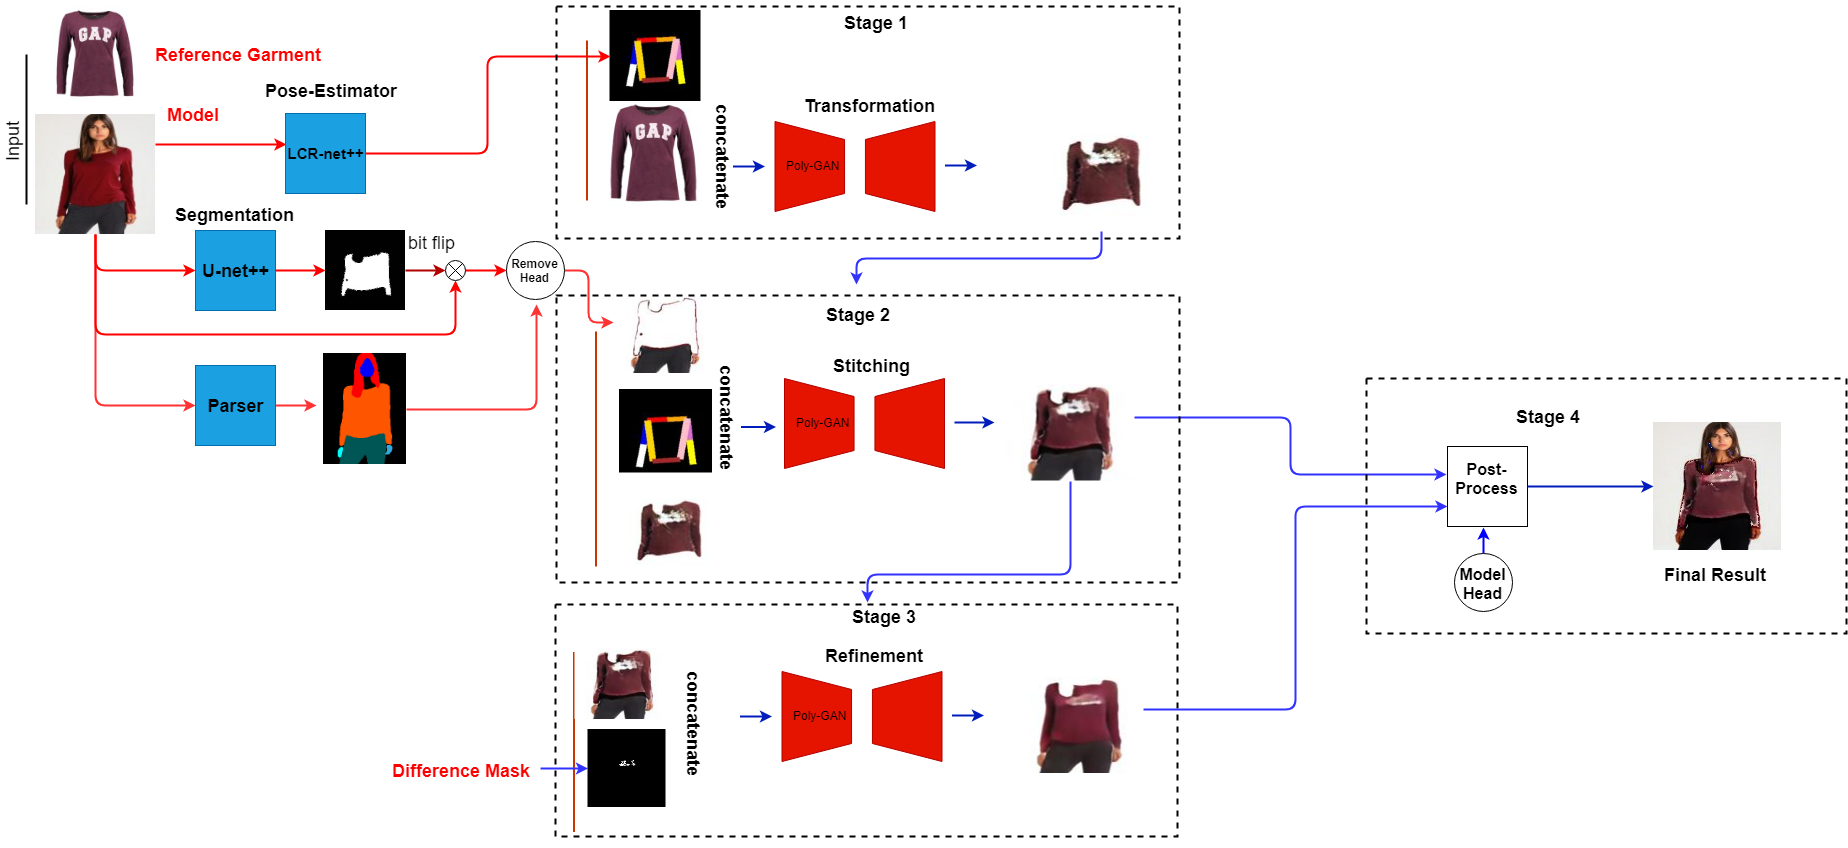 Input
GAP
Reference Garment
Model
Pose-Estimator
LCR-net++
Segmentation
U-net++
bit flip
Remove
Head
Parser
Stage 1
GAP
concatenate
Transformation
Poly-GAN
Stage 2
concatenate
Stitching
Poly-GAN
Stage 3
Difference Mask
concatenate
Refinement
Poly-GAN
Stage 4
Post-
Process
Model
Head
Final Result